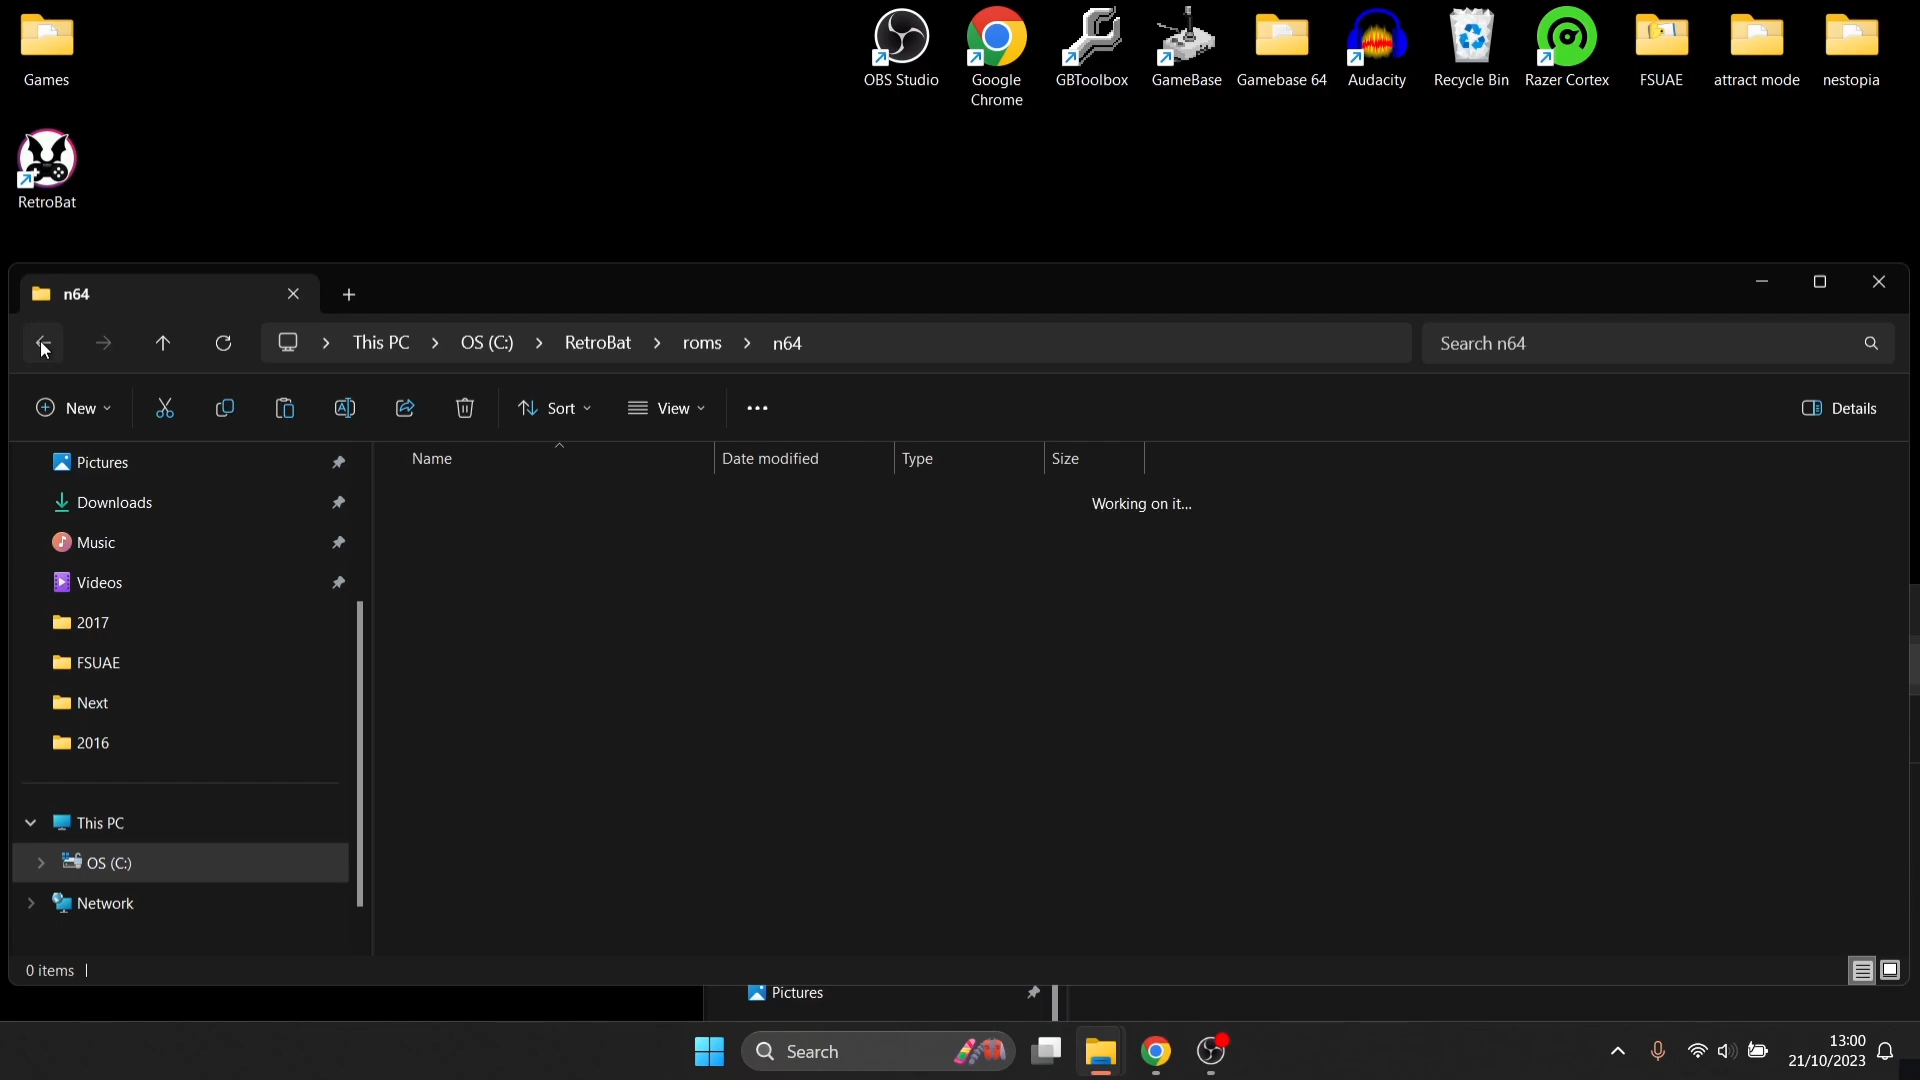 Games
OBS Studio
Google
Chrome
GBToolbox
GameBase
Gamebase 64
Audacity
Recycle Bin
Razer Cortex
FSUAE
attract mode
nestopia
RetroBat
n64
This PC > OS (C:) > RetroBat > roms > n64
Search n64
New
Sort
View
Details
Name
Date modified
Type
Size
Working on it...
Pictures
Downloads
Music
Videos
2017
FSUAE
Next
2016
This PC
OS (C:)
Network
0 items
Pictures
Search
13:00
21/10/2023